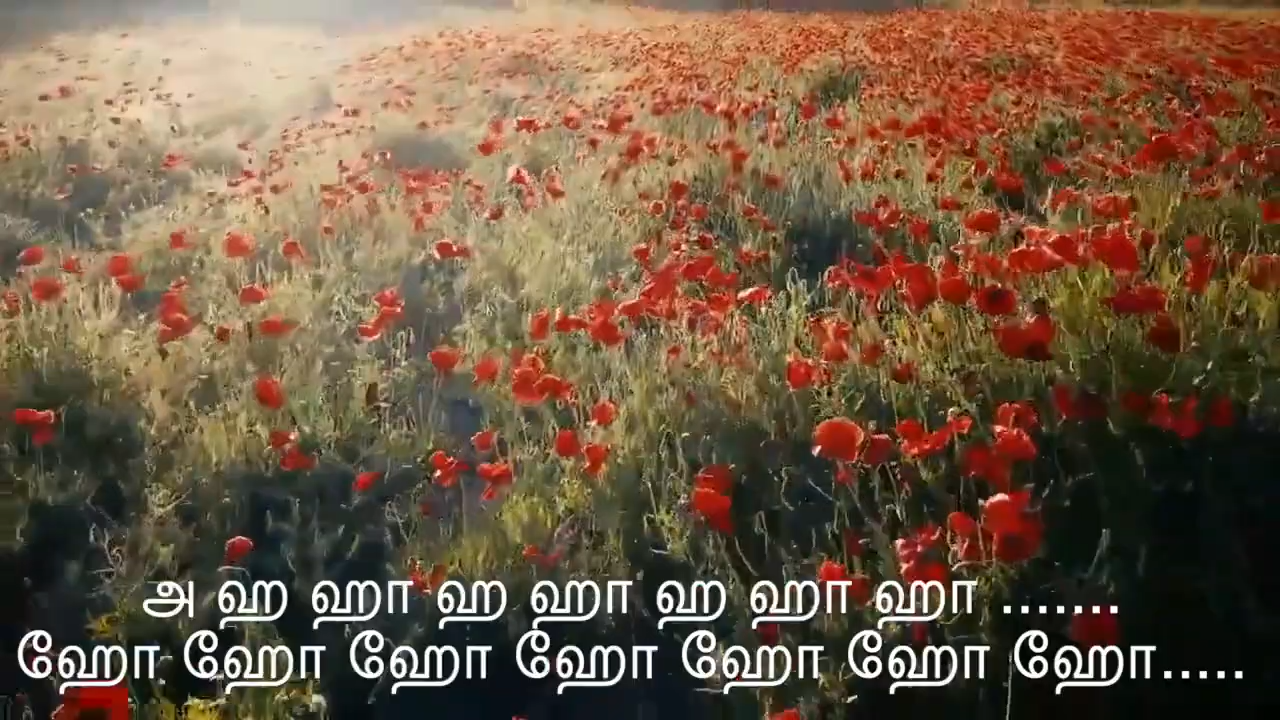 அ ஹ ஹா ஹ ஹா ஹ ஹா ஹா .......
ஹோ ஹோ ஹோ ஹோ ஹோ ஹோ ஹோ.....